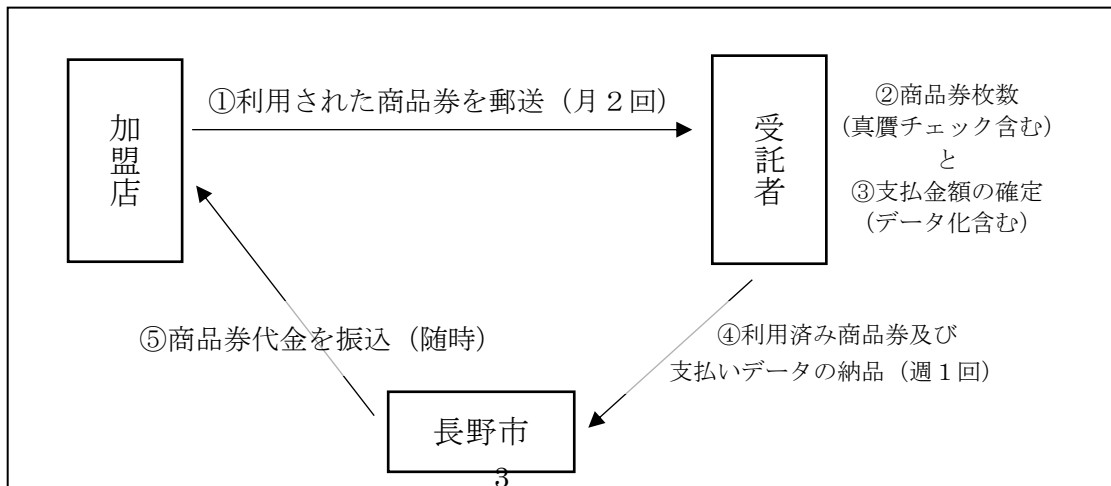 ①利用された商品券を郵送（月２回）
加盟店
受託者
②商品券枚数
（真贋チェック含む）
と
③支払金額の確定
（データ化含む）
⑤商品券代金を振込（随時）
④利用済み商品券及び
支払いデータの納品（週１回）
長野市
3